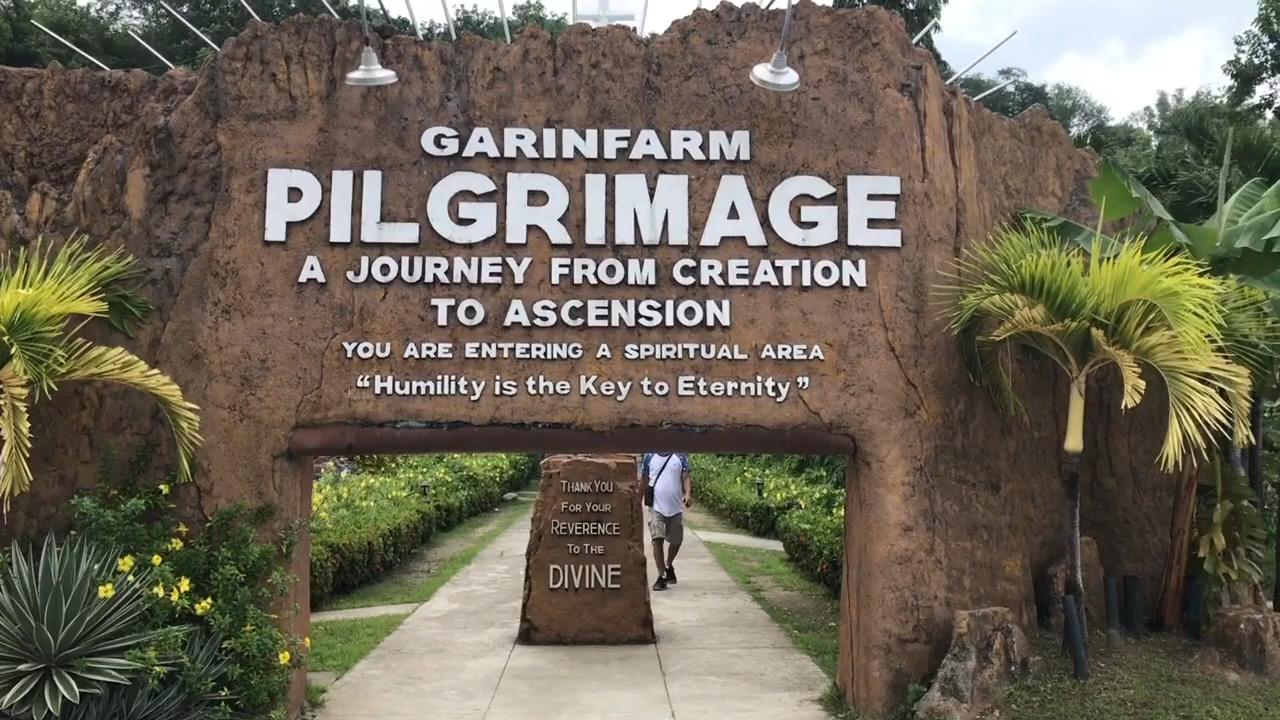 GARINFARM
PILGRIMAGE
A JOURNEY FROM CREATION
TO ASCENSION
YOU ARE ENTERING A SPIRITUAL AREA
“Humility is the Key to Eternity”
THANK YOU
FOR YOUR
REVERENCE
TO THE
DIVINE